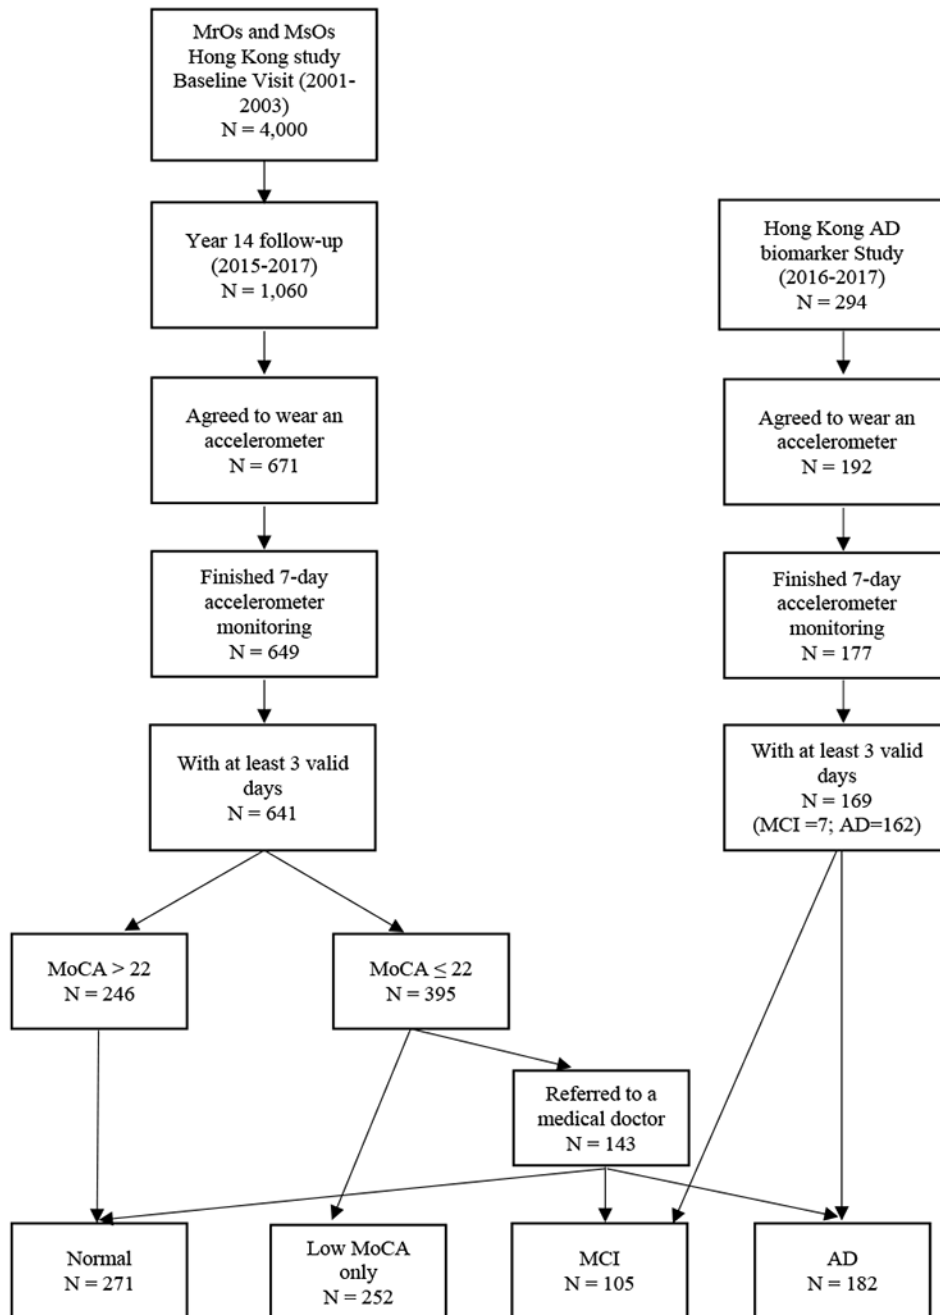 MrOs and MsOs
Hong Kong study
Baseline Visit (2001-
2003)
N = 4,000
Year 14 follow-up
(2015-2017)
N = 1,060
Hong Kong AD
biomarker Study
(2016-2017)
N = 294
Agreed to wear an
accelerometer
N = 671
Agreed to wear an
accelerometer
N = 192
Finished 7-day
accelerometer
monitoring
N = 649
Finished 7-day
accelerometer
monitoring
N = 177
With at least 3 valid
days
N = 641
With at least 3 valid
days
N = 169
(MCI =7; AD=162)
MoCA > 22
N = 246
MoCA ≤ 22
N = 395
Referred to a
medical doctor
N = 143
Normal
N = 271
Low MoCA
only
N = 252
MCI
N = 105
AD
N = 182